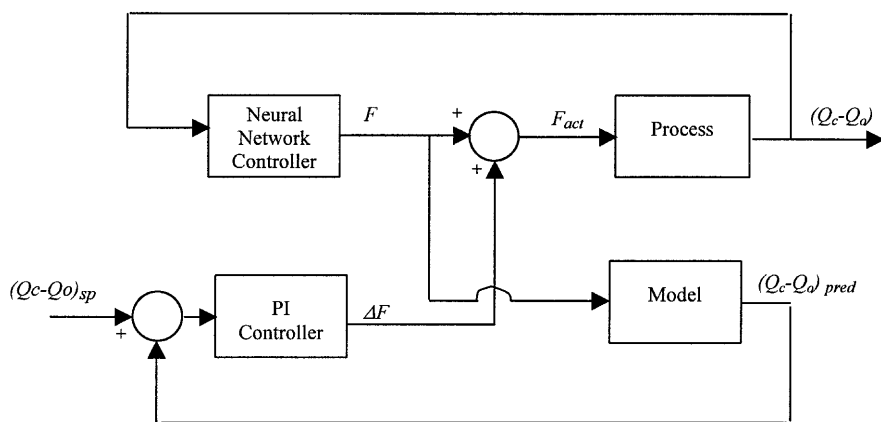 Neural
Network
Controller
F
+
+
F_act
Process
(Q_c-Q_o)
(Qc-Qo)_sp
+
PI
Controller
ΔF
Model
(Q_c-Q_o)_pred